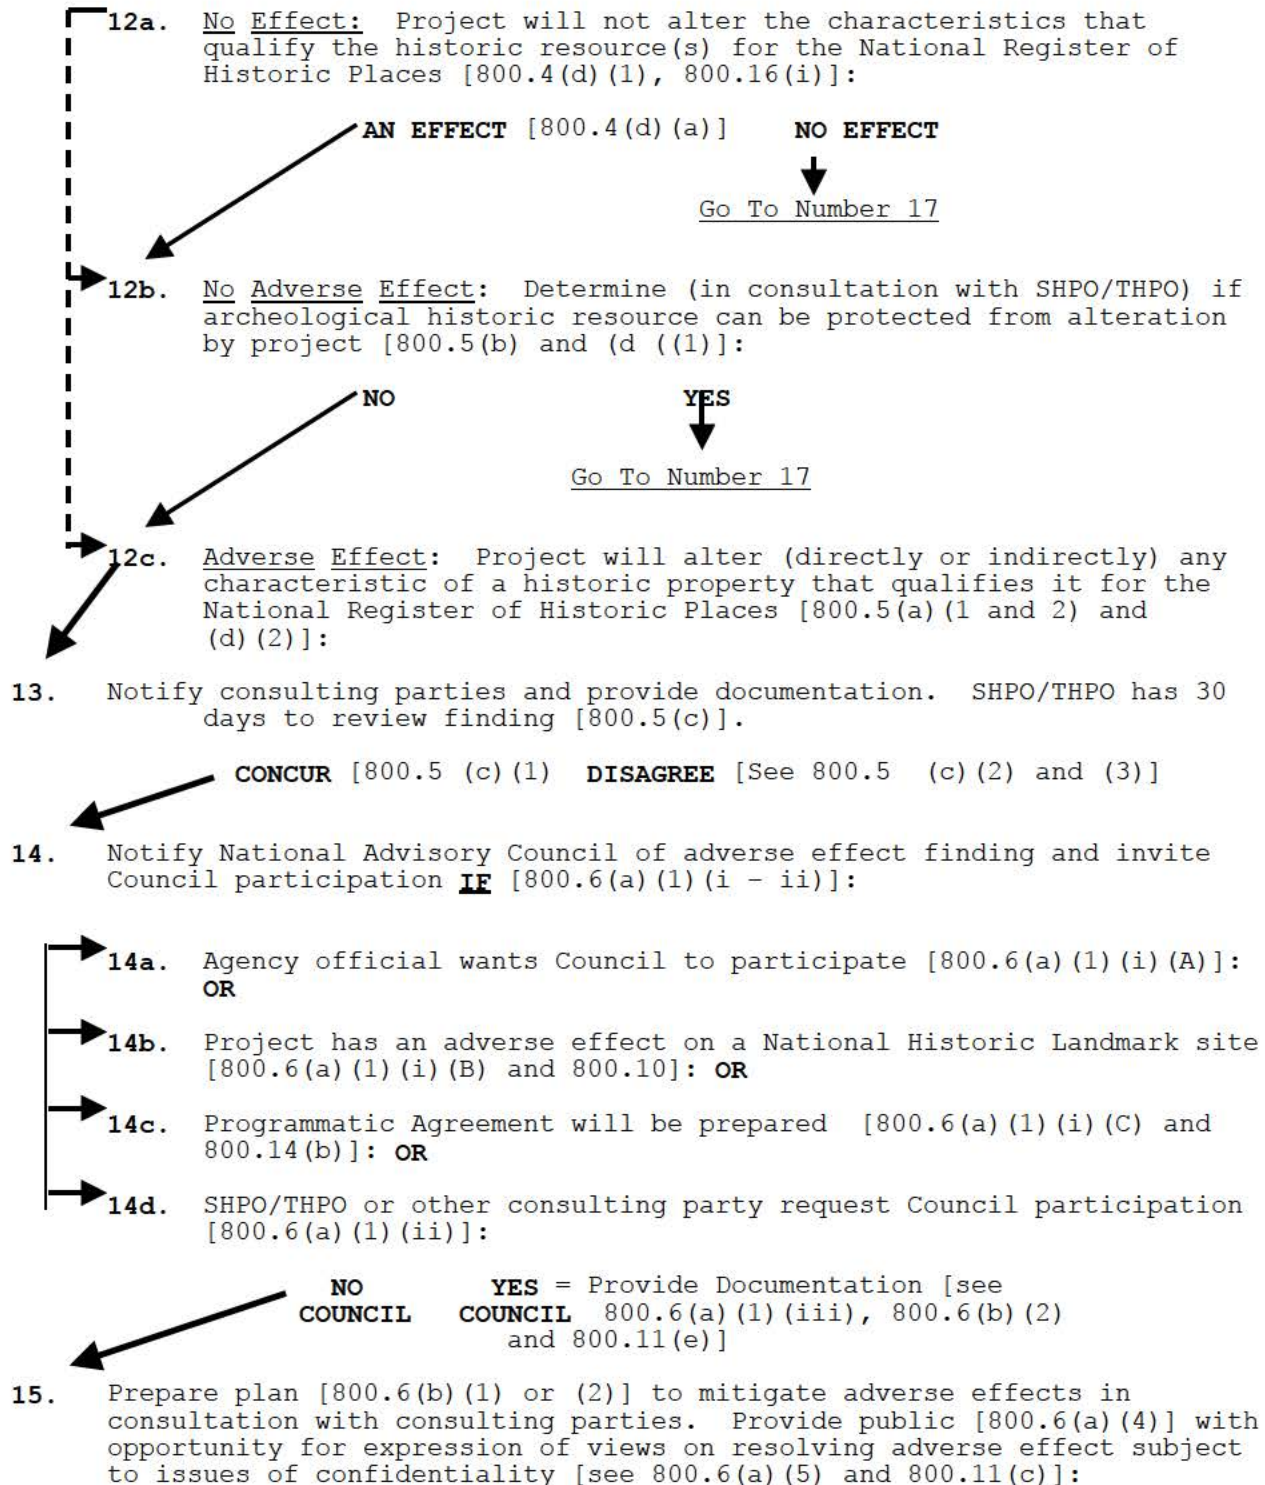 12a. No Effect: Project will not alter the characteristics that
qualify the historic resource(s) for the National Register of
Historic Places [800.4(d)(1), 800.16(i)]:
AN EFFECT [800.4(d)(a)] NO EFFECT
Go To Number 17
12b. No Adverse Effect: Determine (in consultation with SHPO/THPO) if
archeological historic resource can be protected from alteration
by project [800.5(b) and (d ((1)]:
NO YES
Go To Number 17
12c. Adverse Effect: Project will alter (directly or indirectly) any
characteristic of a historic property that qualifies it for the
National Register of Historic Places [800.5(a)(1 and 2) and
(d)(2)]:
13. Notify consulting parties and provide documentation. SHPO/THPO has 30
days to review finding [800.5(c)].
CONCUR [800.5 (c)(1) DISAGREE [See 800.5 (c)(2) and (3)]
14. Notify National Advisory Council of adverse effect finding and invite
Council participation IF [800.6(a)(1)(i – ii)]:
14a. Agency official wants Council to participate [800.6(a)(1)(i)(A)]:
OR
14b. Project has an adverse effect on a National Historic Landmark site
[800.6(a)(1)(i)(B) and 800.10]: OR
14c. Programmatic Agreement will be prepared [800.6(a)(1)(i)(C) and
800.14(b)]: OR
14d. SHPO/THPO or other consulting party request Council participation
[800.6(a)(1)(ii)]:
NO YES = Provide Documentation [see
COUNCIL COUNCIL 800.6(a)(1)(iii), 800.6(b)(2)
and 800.11(e)]
15. Prepare plan [800.6(b)(1) or (2)] to mitigate adverse effects in
consultation with consulting parties. Provide public [800.6(a)(4)] with
opportunity for expression of views on resolving adverse effect subject
to issues of confidentiality [see 800.6(a)(5) and 800.11(c)]: